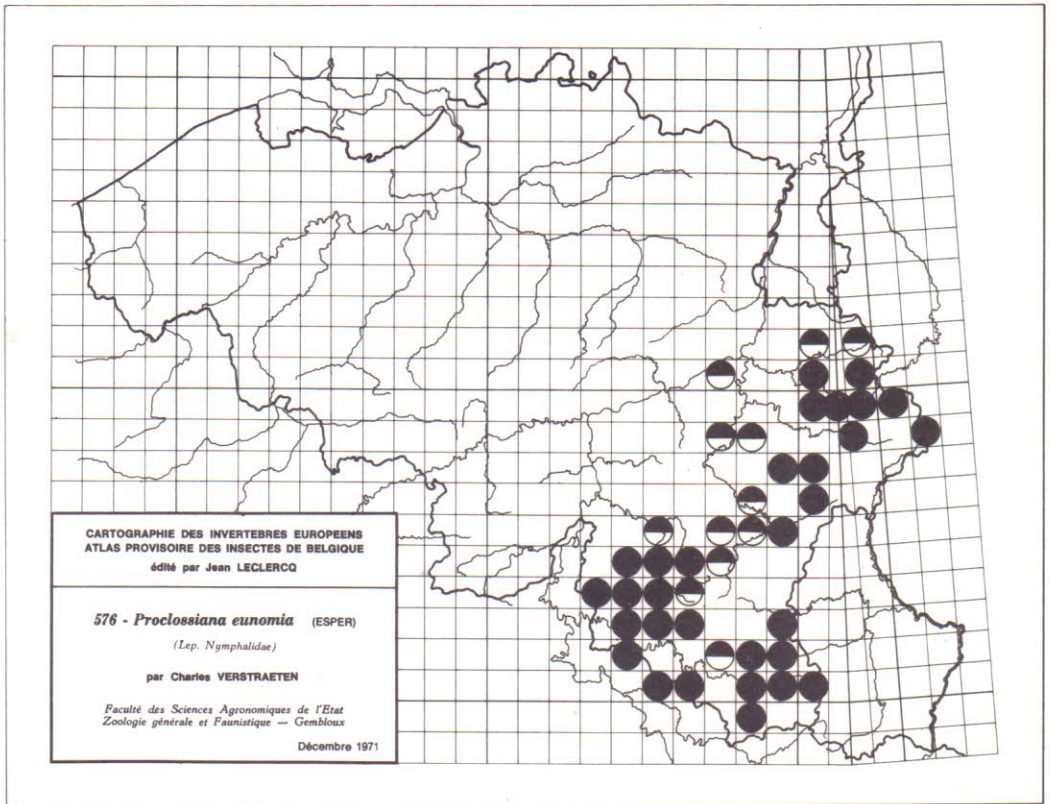 CARTOGRAPHIE DES INVERTEBRES EUROPEENS
ATLAS PROVISOIRE DES INSECTES DE BELGIQUE
édité par Jean LECLERCQ
576 - Proclossiana eunomia (ESPER)
(Lep. Nymphalidae)
par Charles VERSTRAETEN
Faculté des Sciences Agronomiques de l'Etat
Zoologie générale et Faunistique — Gembloux
Décembre 1971